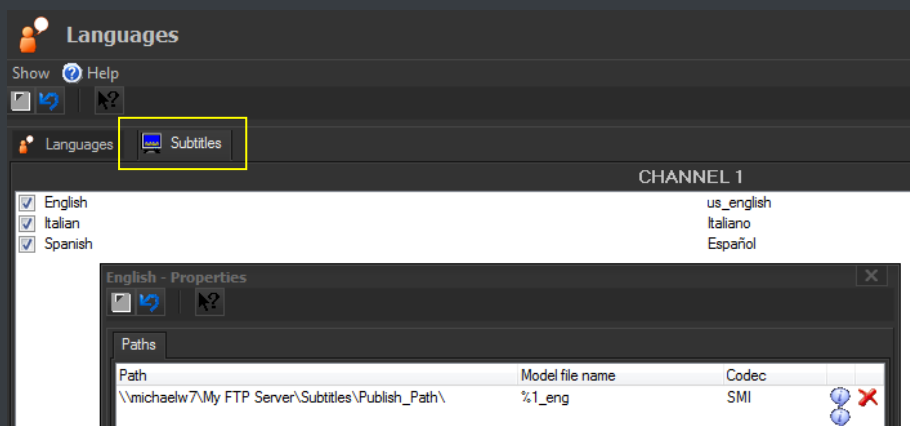 Languages
Show Help
Languages Subtitles
CHANNEL 1
English us_english
Italian Italiano
Spanish Español
English - Properties
Paths
Path Model file name Codec
\\michaelw7\My FTP Server\Subtitles\Publish_Path\ %1_eng SMI